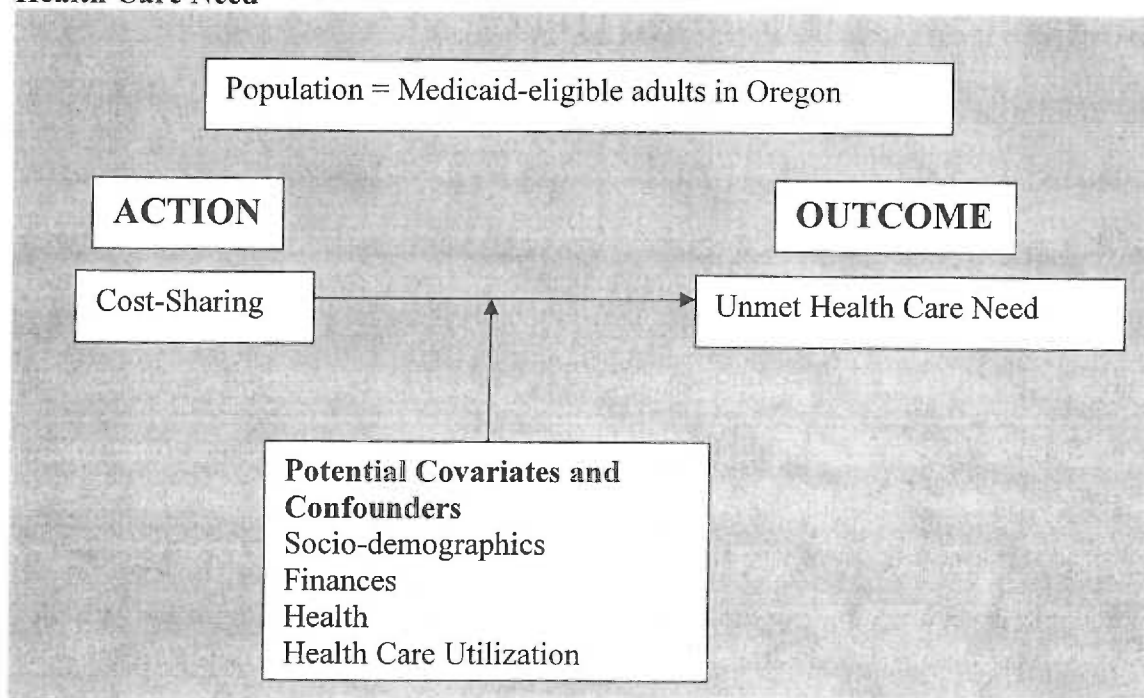 Health Care Need
Population = Medicaid-eligible adults in Oregon
ACTION
OUTCOME
Cost-Sharing
Unmet Health Care Need
Potential Covariates and
Confounders
Socio-demographics
Finances
Health
Health Care Utilization